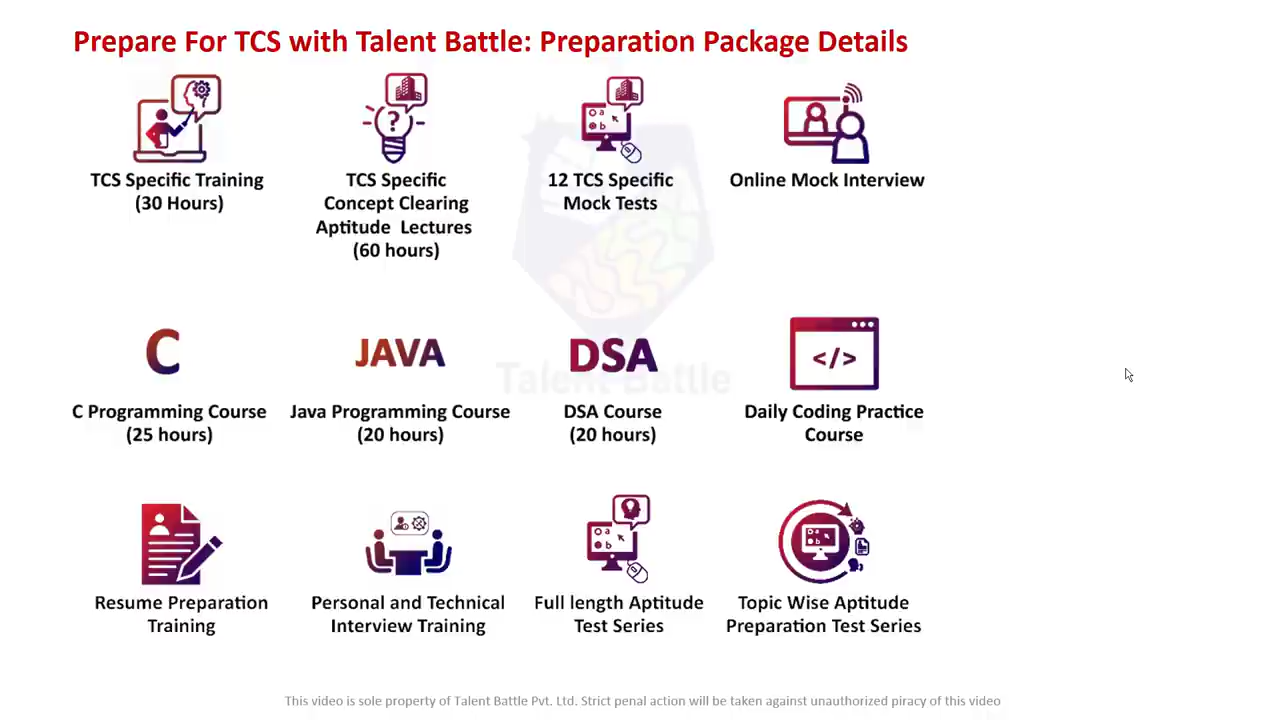 Prepare For TCS with Talent Battle: Preparation Package Details
TCS Specific Training
(30 Hours)
TCS Specific
Concept Clearing
Aptitude Lectures
(60 hours)
12 TCS Specific
Mock Tests
Online Mock Interview
C
C Programming Course
(25 hours)
JAVA
Java Programming Course
(20 hours)
DSA
DSA Course
(20 hours)
</>
Daily Coding Practice
Course
Talent Battle
Resume Preparation
Training
Personal and Technical
Interview Training
Full length Aptitude
Test Series
Topic Wise Aptitude
Preparation Test Series
This video is sole property of Talent Battle Pvt. Ltd. Strict penal action will be taken against unauthorized piracy of this video